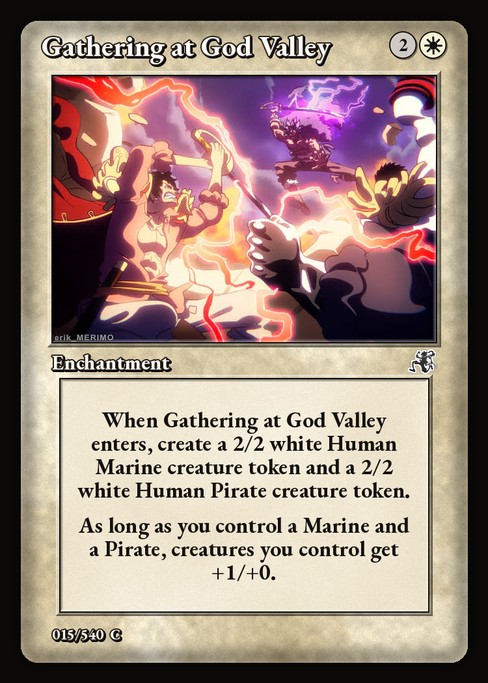 Gathering at God Valley
2
erik_MERIMO
Enchantment
When Gathering at God Valley
enters, create a 2/2 white Human
Marine creature token and a 2/2
white Human Pirate creature token.
As long as you control a Marine and
a Pirate, creatures you control get
+1/+0.
015/540 C